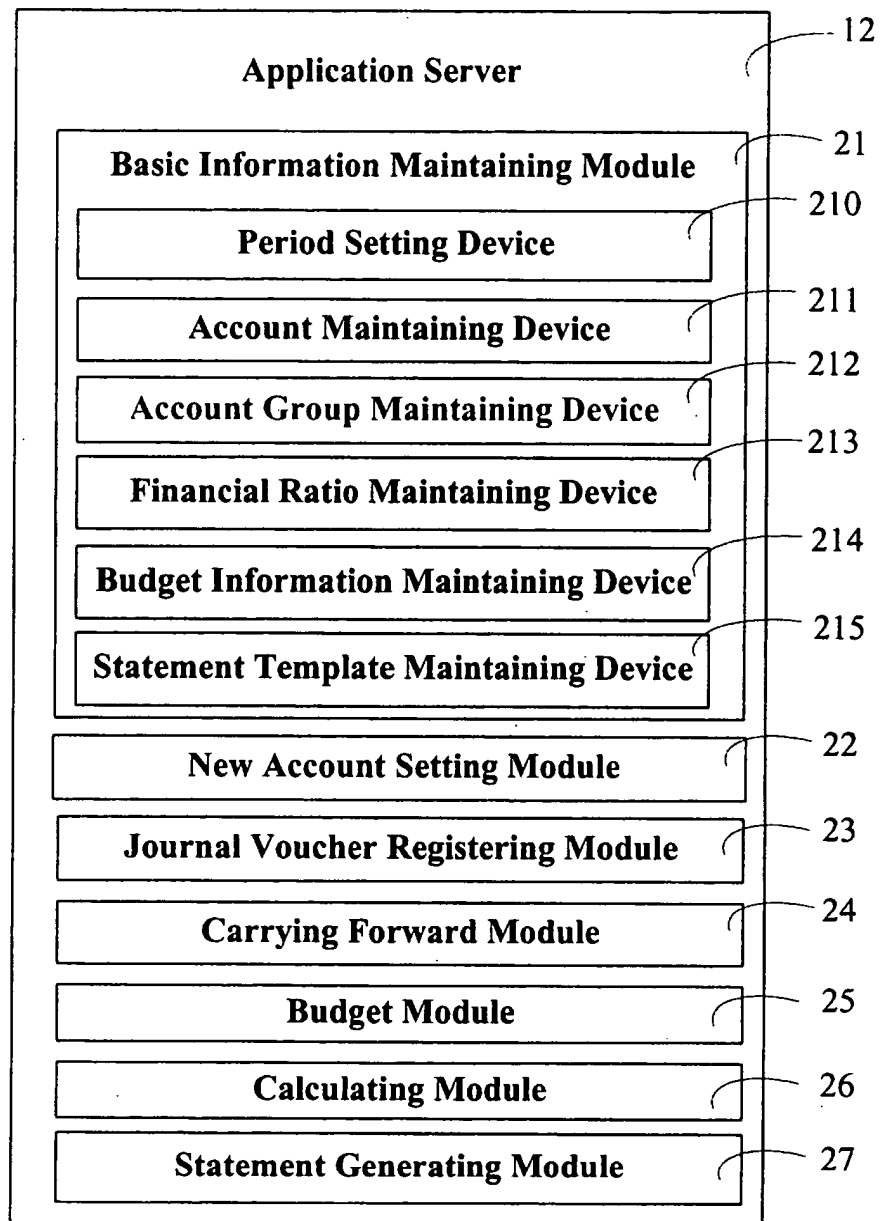 12
Application Server
21
Basic Information Maintaining Module
210
Period Setting Device
211
Account Maintaining Device
212
Account Group Maintaining Device
213
Financial Ratio Maintaining Device
214
Budget Information Maintaining Device
215
Statement Template Maintaining Device
22
New Account Setting Module
23
Journal Voucher Registering Module
24
Carrying Forward Module
25
Budget Module
26
Calculating Module
27
Statement Generating Module